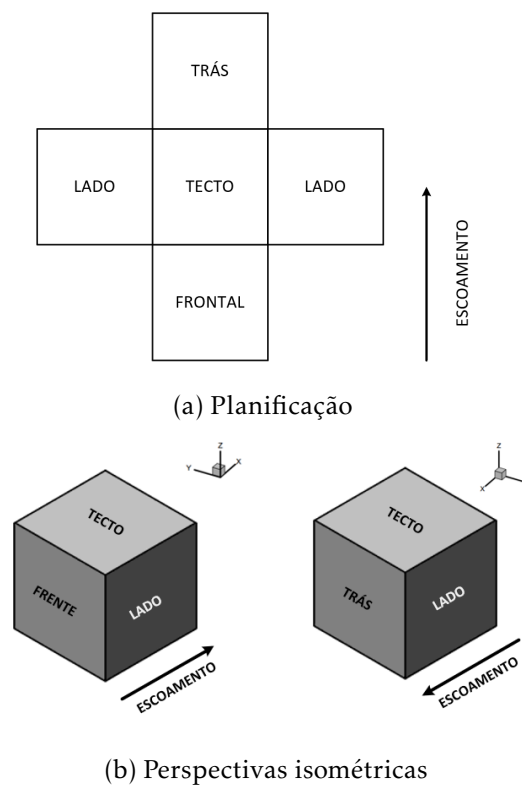 TRÁS
LADO
TECTO
LADO
FRONTAL
ESCOAMENTO
(a) Planificação
Z
Y
X
TECTO
FRENTE
LADO
ESCOAMENTO
Z
X
TECTO
TRÁS
LADO
ESCOAMENTO
(b) Perspectivas isométricas